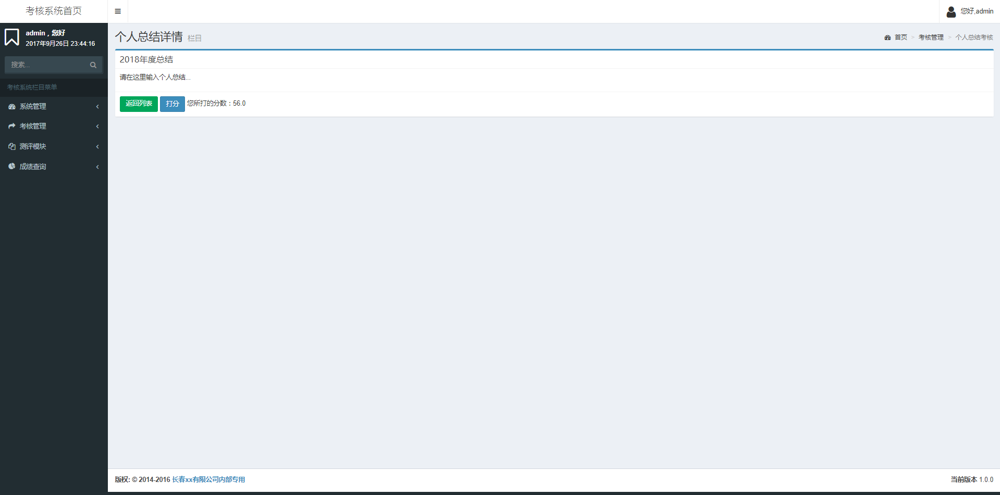 考核系统首页
您好,admin
admin，您好
2017年9月26日 23:44:16
搜索...
考核系统栏目菜单
系统管理
考核管理
测评模块
成绩查询
个人总结详情 栏目
首页 > 考核管理 > 个人总结考核
2018年度总结
请在这里输入个人总结...
返回列表 打分 您所打的分数：56.0
版权: © 2014-2016 长春xx有限公司内部专用
当前版本 1.0.0